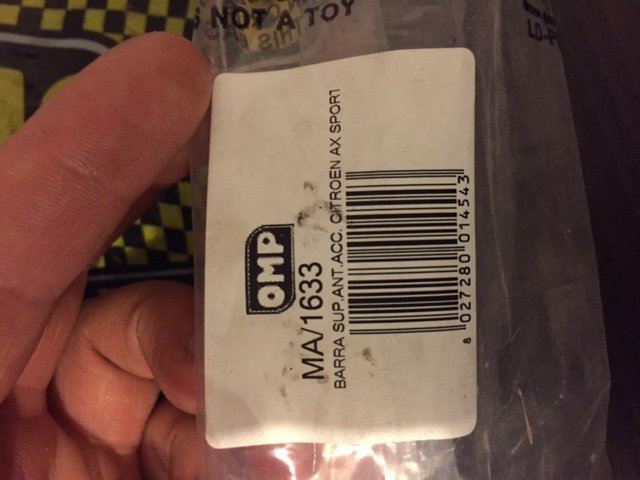 S NOT A TOY
OMP
MA/1633
BARRA SUP.ANT.ACC. CITROEN AX SPORT
8 027280 014543